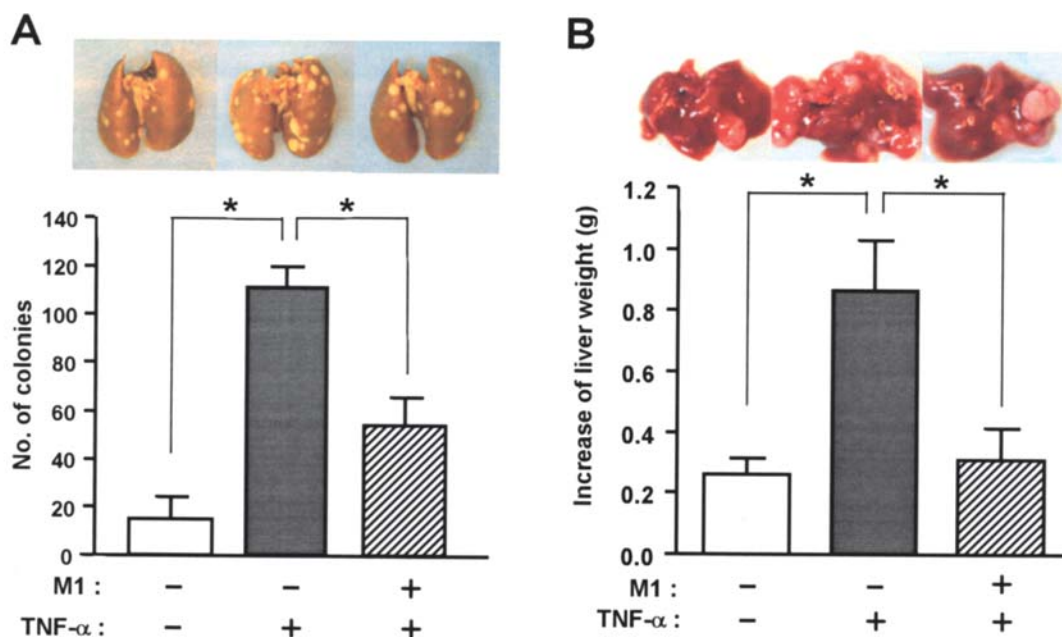 A
140
120
100
80
60
40
20
0
No. of colonies
* *
M1 : – – +
TNF-α : – + +
B
1.2
1.0
0.8
0.6
0.4
0.2
0.0
Increase of liver weight (g)
* *
M1 : – – +
TNF-α : – + +